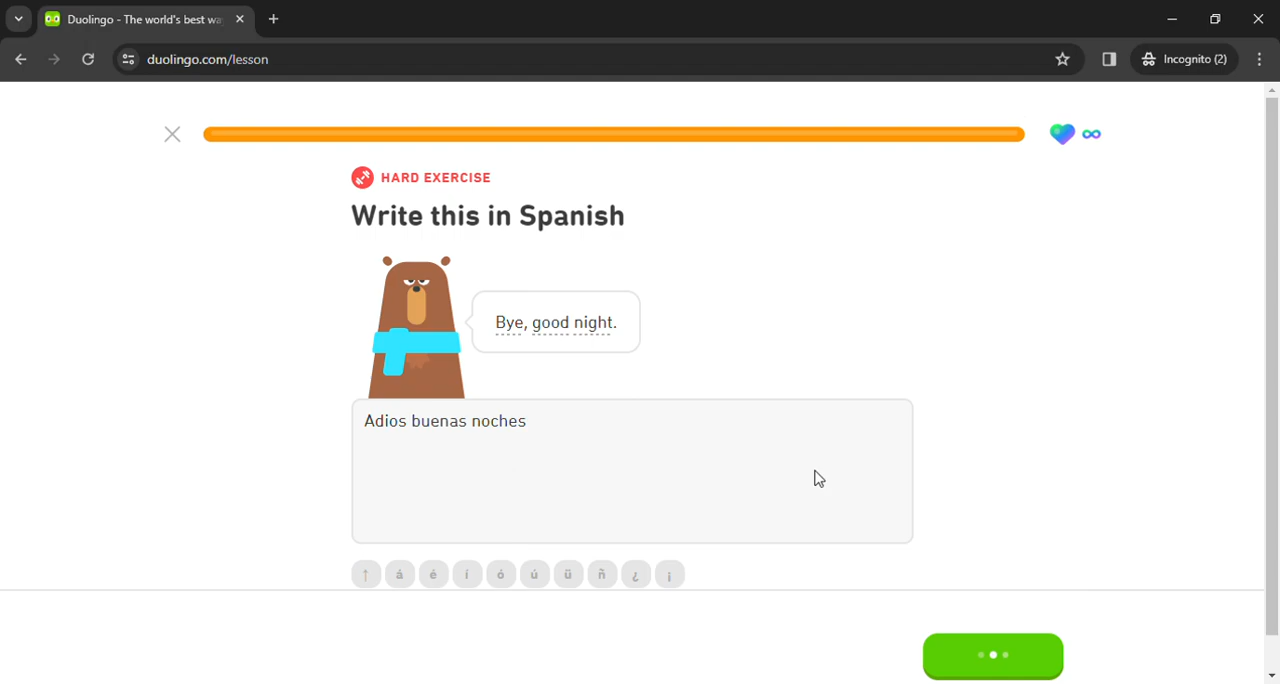 Duolingo - The world's best wa
duolingo.com/lesson
Incognito (2)
HARD EXERCISE
Write this in Spanish
Bye, good night.
Adios buenas noches
↑ á é í ó ú ü ñ ¿ ¡